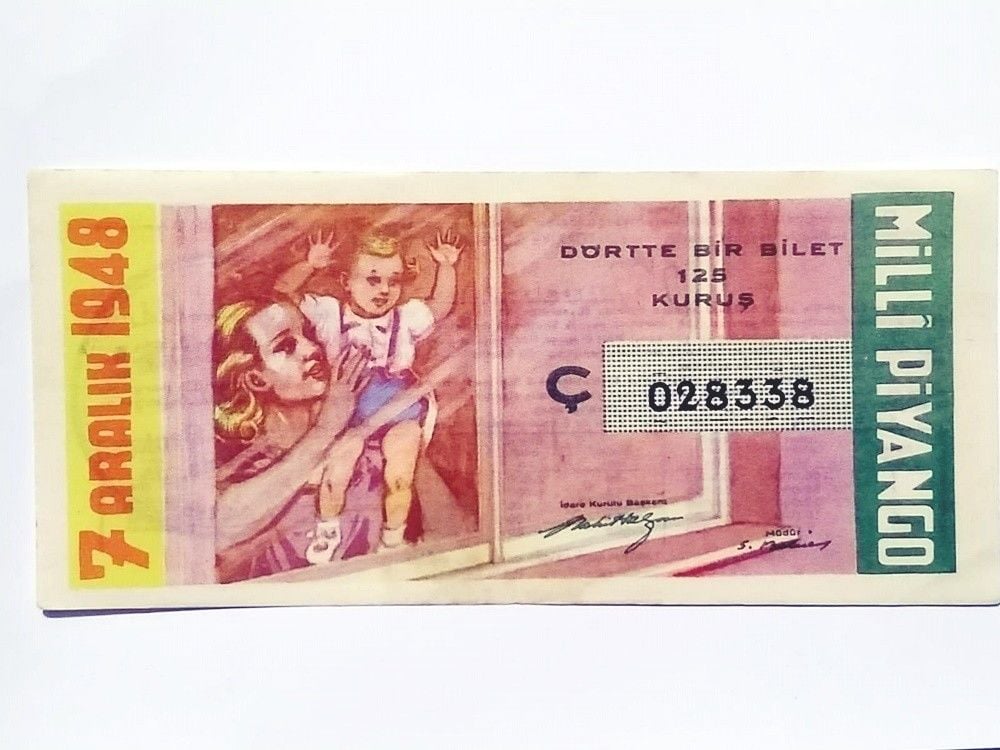 7 ARALIK 1948
DÖRTTE BİR BİLET
125
KURUŞ
Ç 028338
İdare Kurulu Başkanı
Müdür
MİLLÎ PİYANGO